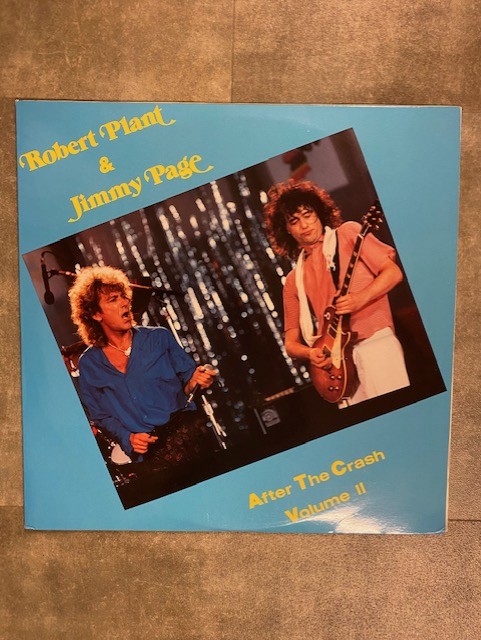 Robert Plant
&
Jimmy Page
After The Crash
Volume II